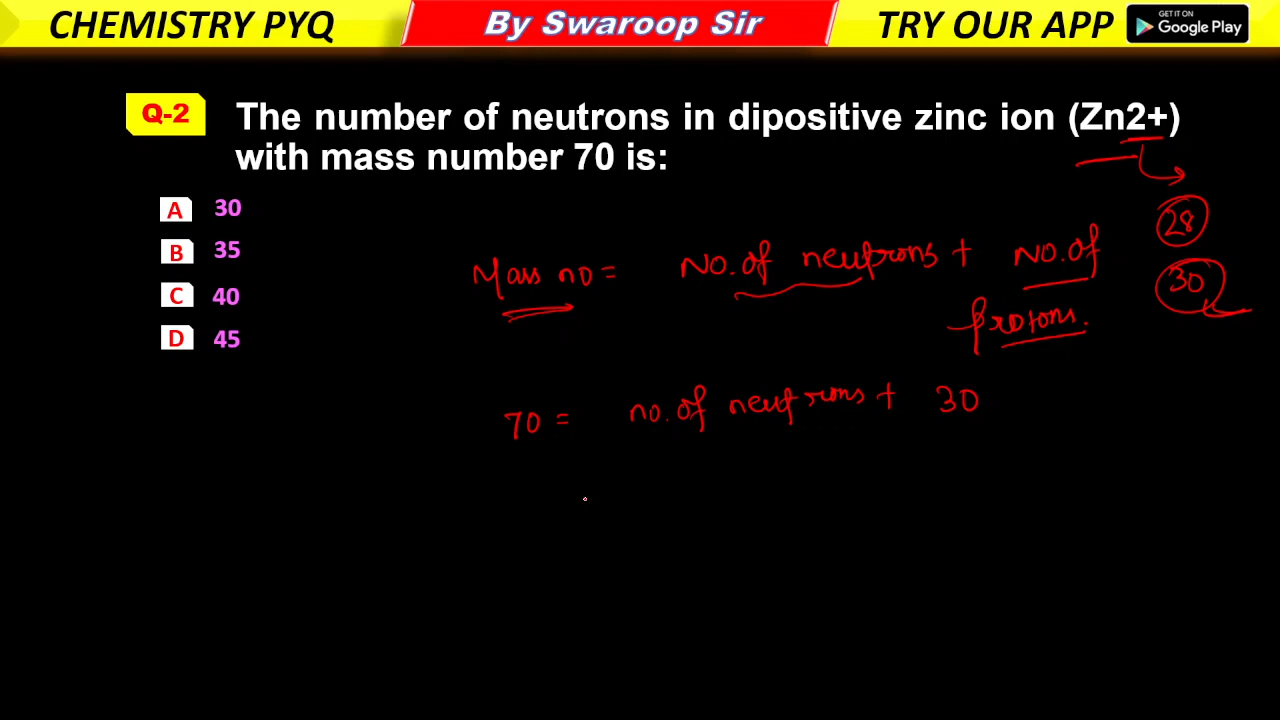 CHEMISTRY PYQ
By Swaroop Sir
TRY OUR APP
GET IT ON
Google Play
Q-2
The number of neutrons in dipositive zinc ion (Zn2+)
with mass number 70 is:
A 30
B 35
C 40
D 45
28
30
Mass no = No. of neutrons + No. of
protons.
70 = no. of neutrons + 30